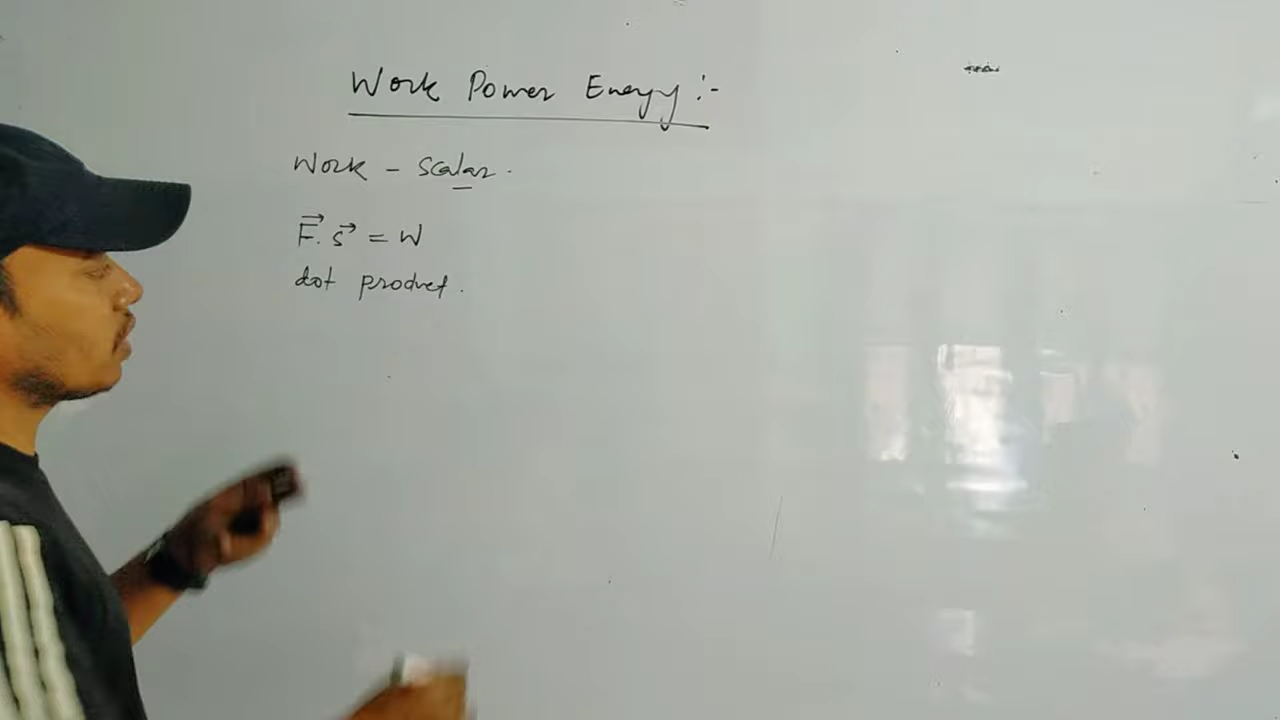 Work Power Energy :-
Work - Scalar.
F⃗. s⃗ = W
dot product.